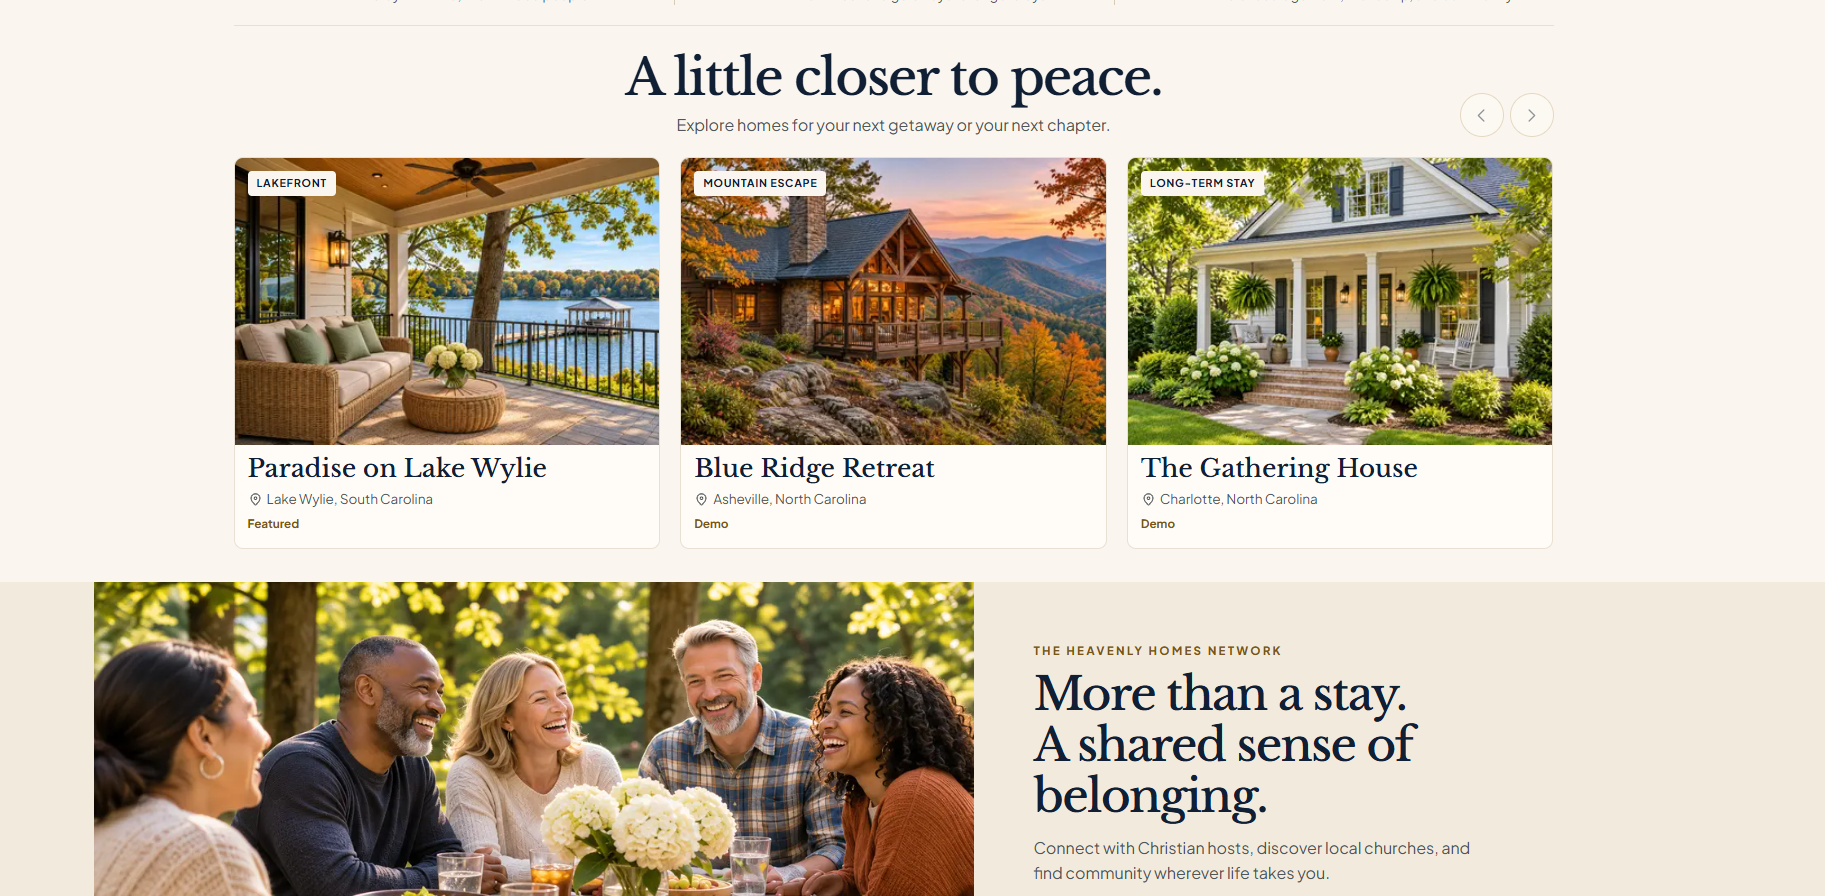 A little closer to peace.
Explore homes for your next getaway or your next chapter.
LAKEFRONT
MOUNTAIN ESCAPE
LONG-TERM STAY
Paradise on Lake Wylie
Lake Wylie, South Carolina
Featured
Blue Ridge Retreat
Asheville, North Carolina
Demo
The Gathering House
Charlotte, North Carolina
Demo
THE HEAVENLY HOMES NETWORK
More than a stay.
A shared sense of
belonging.
Connect with Christian hosts, discover local churches, and
find community wherever life takes you.